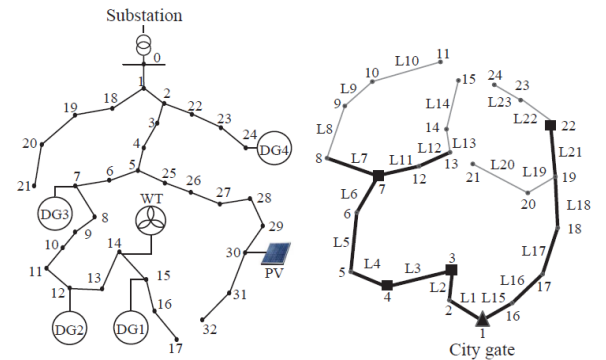 Substation
0
1
2
18
19
22
3
23
20
4
24
DG4
5
21
7
6
25
26
WT
27
28
DG3
8
29
9
14
10
30
PV
11
15
12
13
31
16
32
DG2
DG1
17
11
L10
10
15
24
L9
23
9
L14
L23
L8
L22
22
14
L12
L13
8
L7
L11
13
L21
12
21
L20
L19
19
7
20
L6
L18
6
18
L5
L17
3
5
L4
L3
L16
17
4
L2
2
L1
L15
16
1
City gate